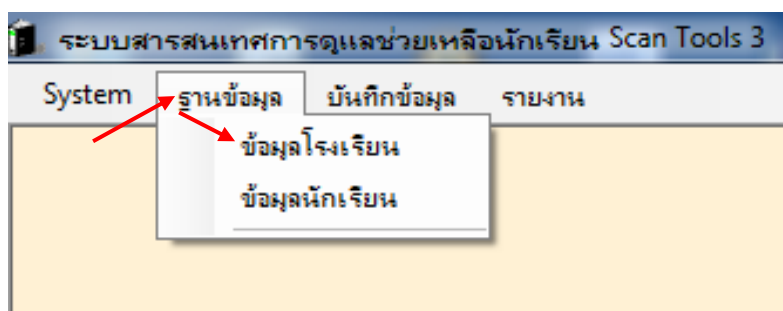 ระบบสารสนเทศการดูแลช่วยเหลือนักเรียน Scan Tools 3
System ฐานข้อมูล บันทึกข้อมูล รายงาน
ข้อมูลโรงเรียน
ข้อมูลนักเรียน